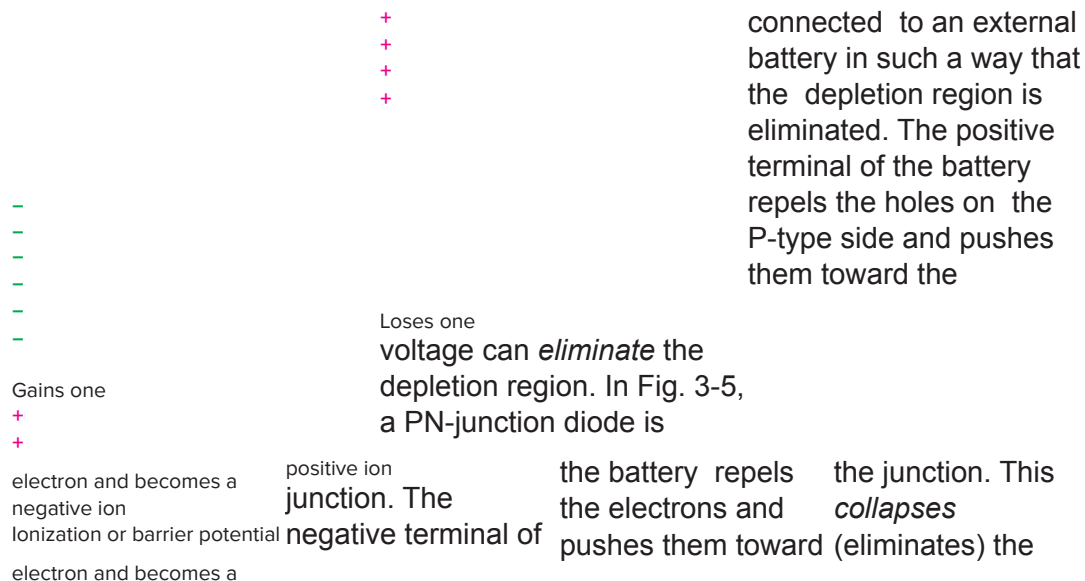 +
+
+
+
connected to an external
battery in such a way that
the depletion region is
eliminated. The positive
terminal of the battery
repels the holes on the
P-type side and pushes
them toward the
–
–
–
–
–
–
Loses one
voltage can eliminate the
depletion region. In Fig. 3-5,
a PN-junction diode is
Gains one
+
+
electron and becomes a
negative ion
Ionization or barrier potential
electron and becomes a
positive ion
junction. The
negative terminal of
the battery repels
the electrons and
pushes them toward
the junction. This
collapses
(eliminates) the